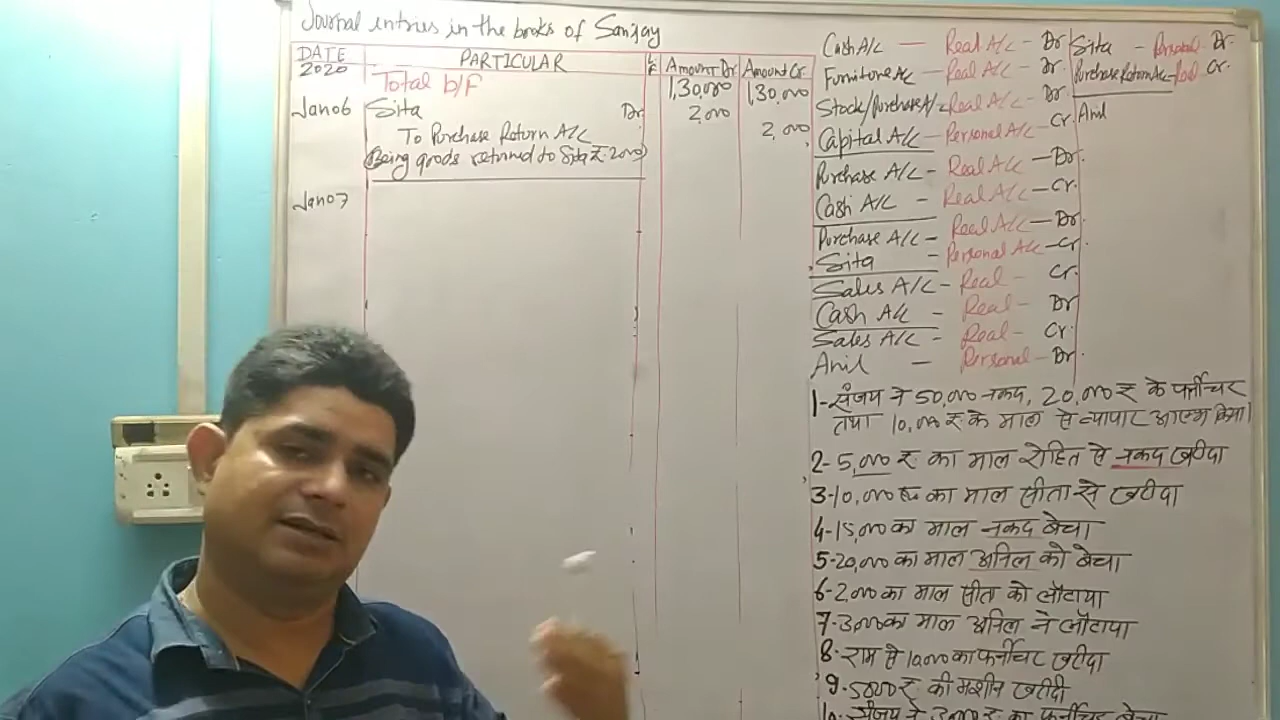 Journal entries in the books of Sanjay
DATE PARTICULAR L F Amount Dr. Amount Cr.
2020 Total b/F 1,30,000 1,30,000
Jan 06 Sita Dr. 2,000
To Purchase Return A/C 2,000
(Being goods returned to Sita ₹ 2000)
Jan 07
Cash A/C — Real A/c - Dr
Furniture A/c - Real A/c - Dr.
Stock/purchase A/c - Real A/c - Dr.
Capital A/c - Personal A/c - Cr.
Purchase A/C - Real A/c - Dr.
Cash A/C - Real A/c - Cr.
Purchase A/C - Real A/c - Dr
Sita - Personal A/c - Cr.
Sales A/C - Real - Cr.
Cash A/C - Real - Dr
Sales A/C - Real - Cr.
Anil — Personal - Dr.
Sita - Personal Dr.
Purchase Return A/c - Real - Cr.
Anil
1- संजय ने 50,000 नकद, 20,000 ₹ के फर्नीचर
तथा 10,000 ₹ के माल से व्यापार आरम्भ किया।
2- 5,000 ₹ का माल रोहित से नकद खरीदा
3- 10,000 रू का माल सीता से खरीदा
4- 15,000 का माल नकद बेचा
5- 20,000 का माल अनिल को बेचा
6- 2,000 का माल सीता को लौटाया
7- 3,000 का माल अनिल ने लौटाया
8- राम से 10,000 का फर्नीचर खरीदा
9- 5000 ₹ की मशीन खरीदी
10- संजय ने 3000 ₹ का फर्नीचर बेचा